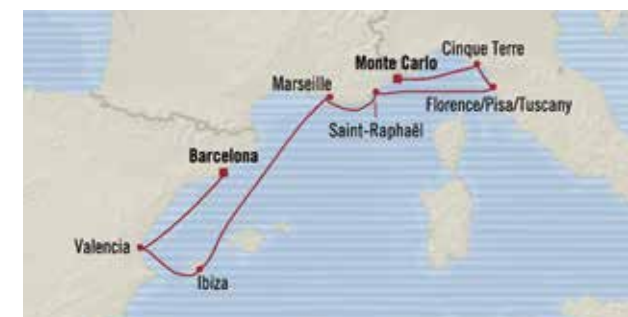 Cinque Terre
Monte Carlo
Marseille
Florence/Pisa/Tuscany
Saint-Raphaël
Barcelona
Valencia
Ibiza